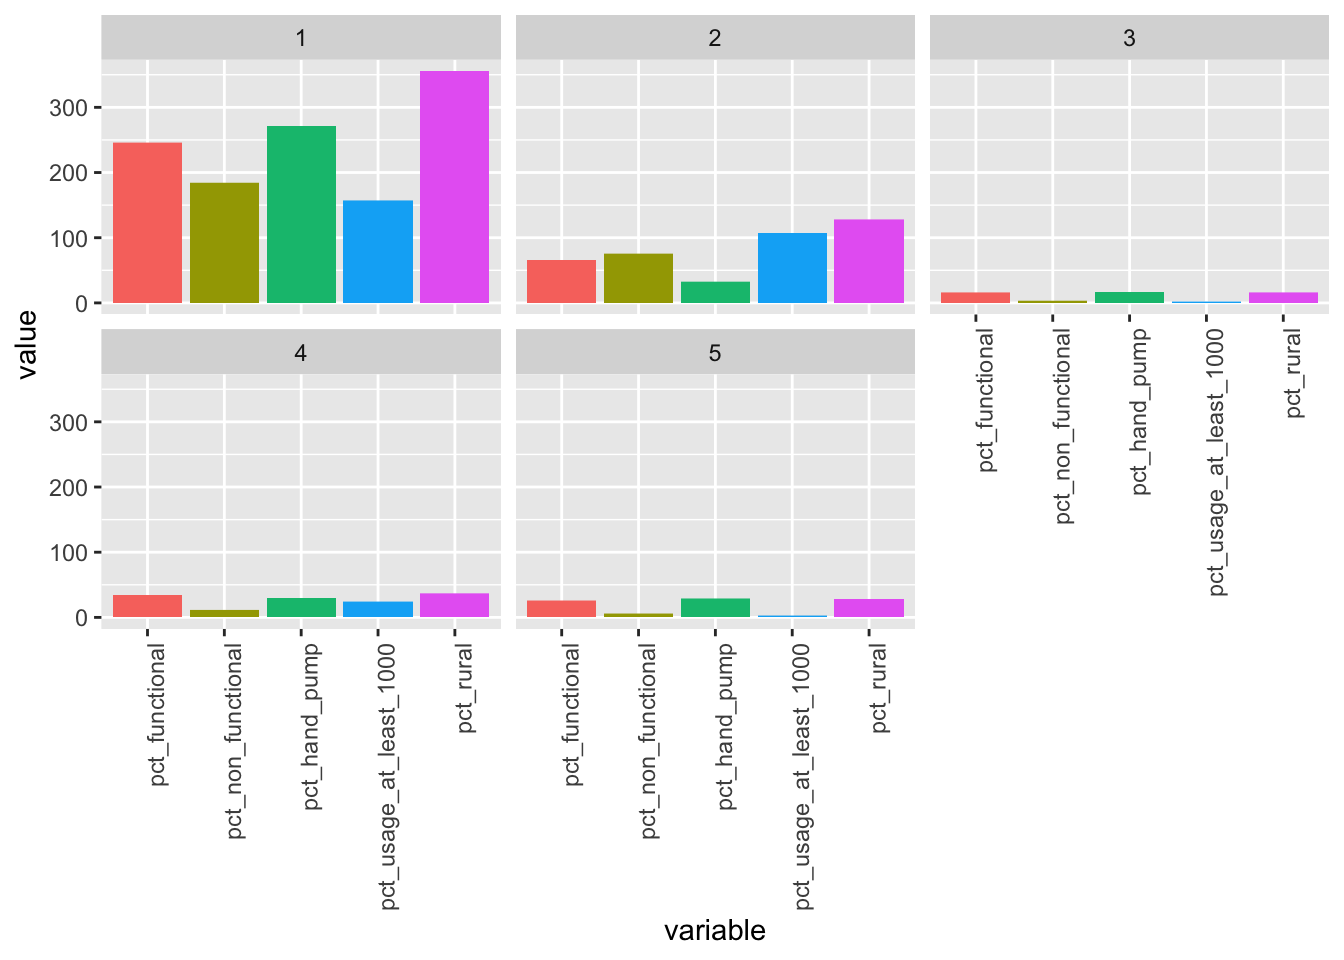 1
2
3
value
300
200
100
0
pct_functional
pct_non_functional
pct_hand_pump
pct_usage_at_least_1000
pct_rural
4
5
300
200
100
0
pct_functional
pct_non_functional
pct_hand_pump
pct_usage_at_least_1000
pct_rural
pct_functional
pct_non_functional
pct_hand_pump
pct_usage_at_least_1000
pct_rural
variable